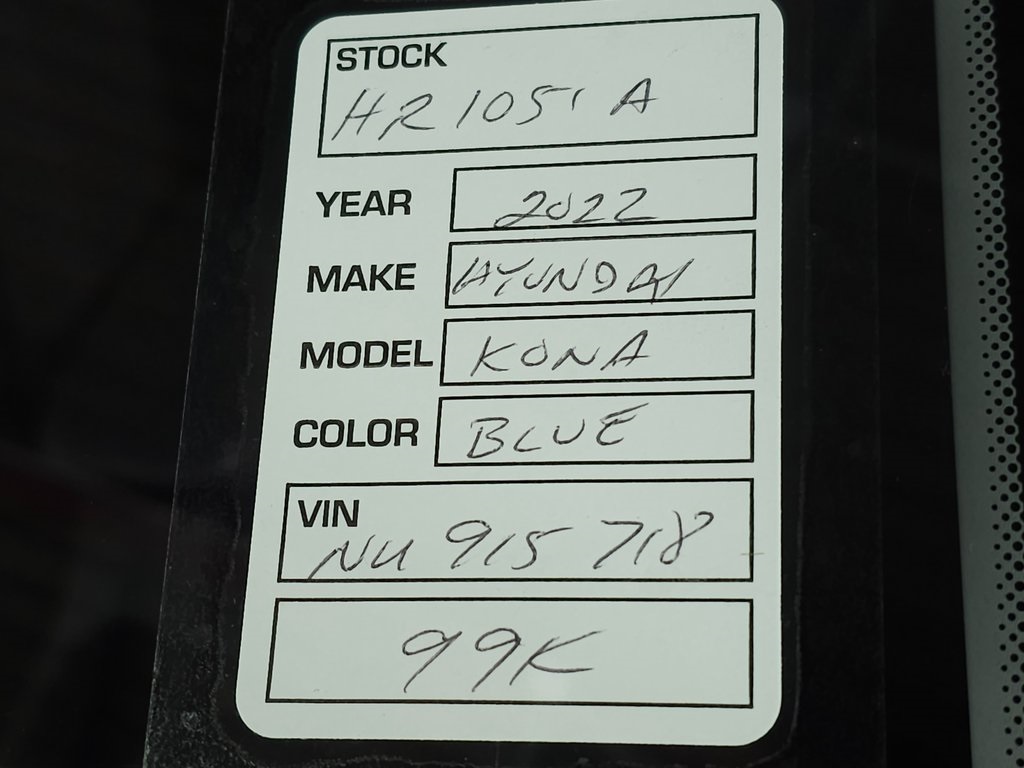 STOCK
HR1051A
YEAR 2022
MAKE HYUNDAI
MODEL KONA
COLOR BLUE
VIN
NU 915 718
99K